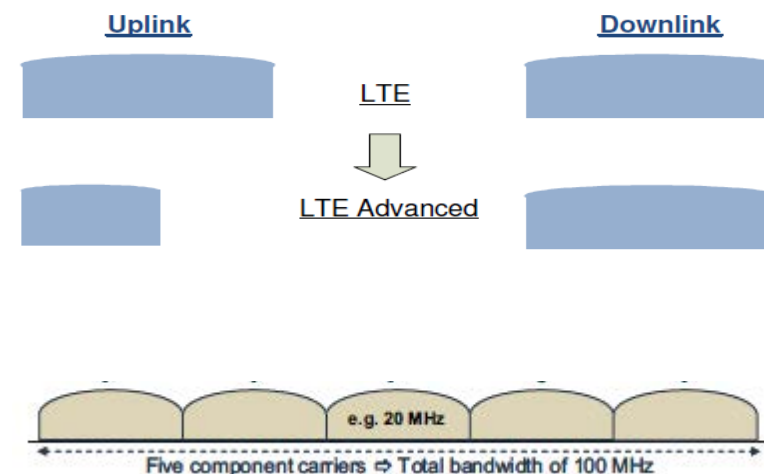 Uplink
Downlink
LTE
LTE Advanced
e.g. 20 MHz
Five component carriers ⇨ Total bandwidth of 100 MHz